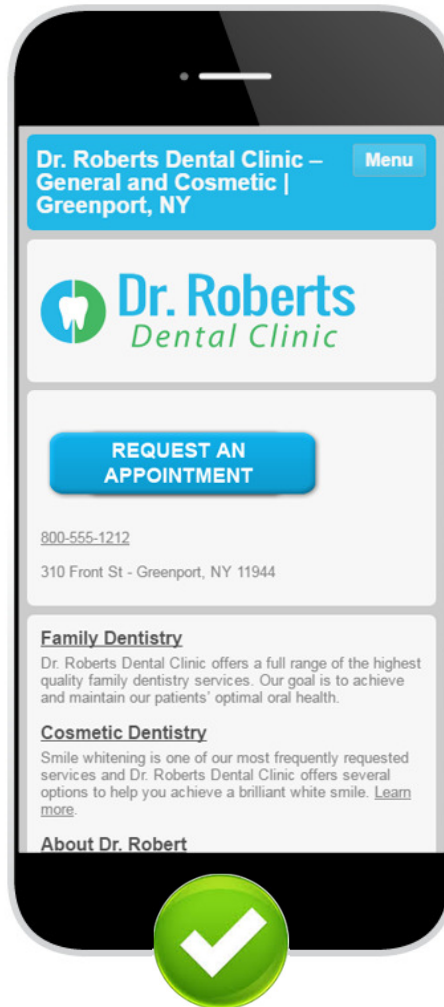 Dr. Roberts Dental Clinic –
General and Cosmetic |
Greenport, NY
Menu
Dr. Roberts
Dental Clinic
REQUEST AN
APPOINTMENT
800-555-1212
310 Front St - Greenport, NY 11944
Family Dentistry
Dr. Roberts Dental Clinic offers a full range of the highest
quality family dentistry services. Our goal is to achieve
and maintain our patients' optimal oral health.
Cosmetic Dentistry
Smile whitening is one of our most frequently requested
services and Dr. Roberts Dental Clinic offers several
options to help you achieve a brilliant white smile. Learn
more.
About Dr. Robert